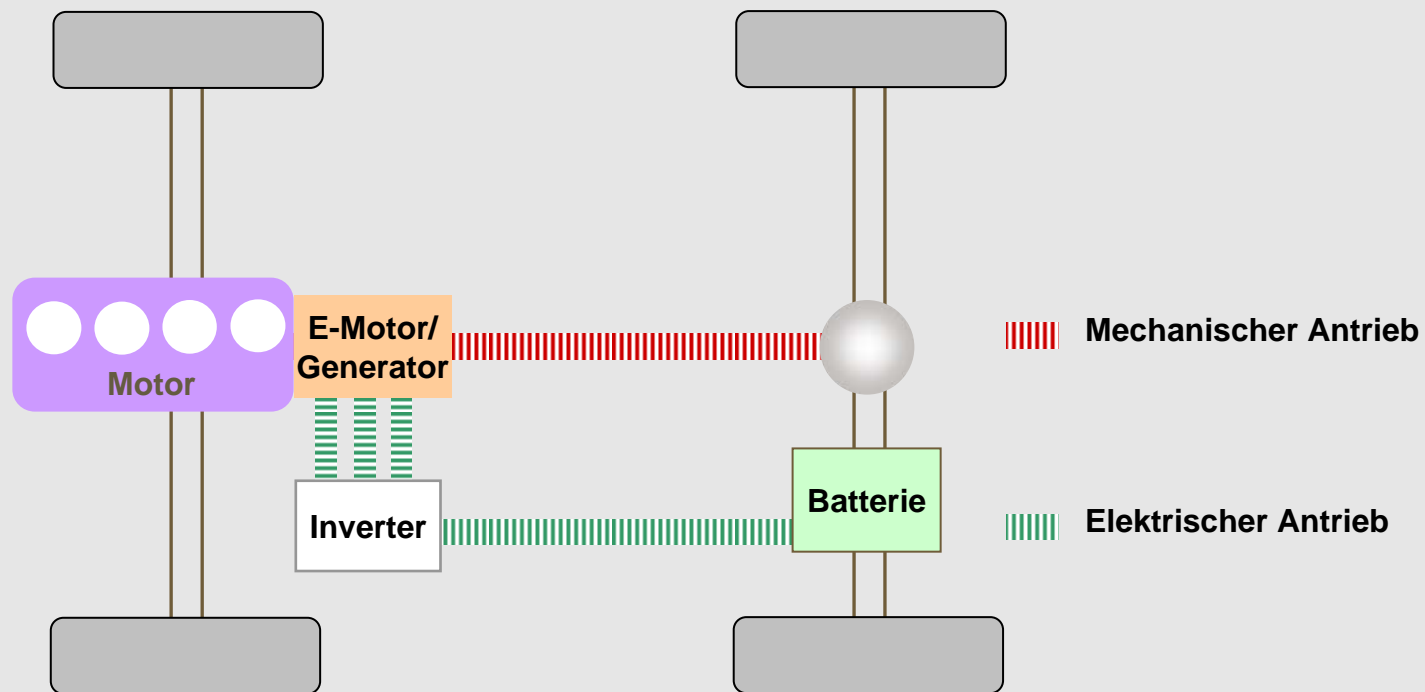 E-Motor/
Generator
Motor
Inverter
Batterie
Mechanischer Antrieb
Elektrischer Antrieb